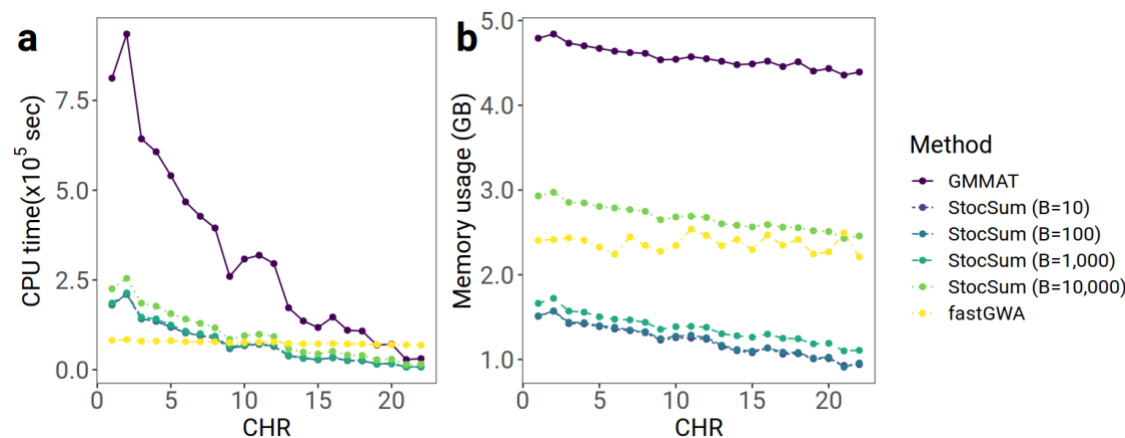 a
CPU time(x10⁵ sec)
7.5
5.0
2.5
0.0
0 5 10 15 20
CHR
b
Memory usage (GB)
5.0
4.0
3.0
2.0
1.0
0 5 10 15 20
CHR
Method
GMMAT
StocSum (B=10)
StocSum (B=100)
StocSum (B=1,000)
StocSum (B=10,000)
fastGWA